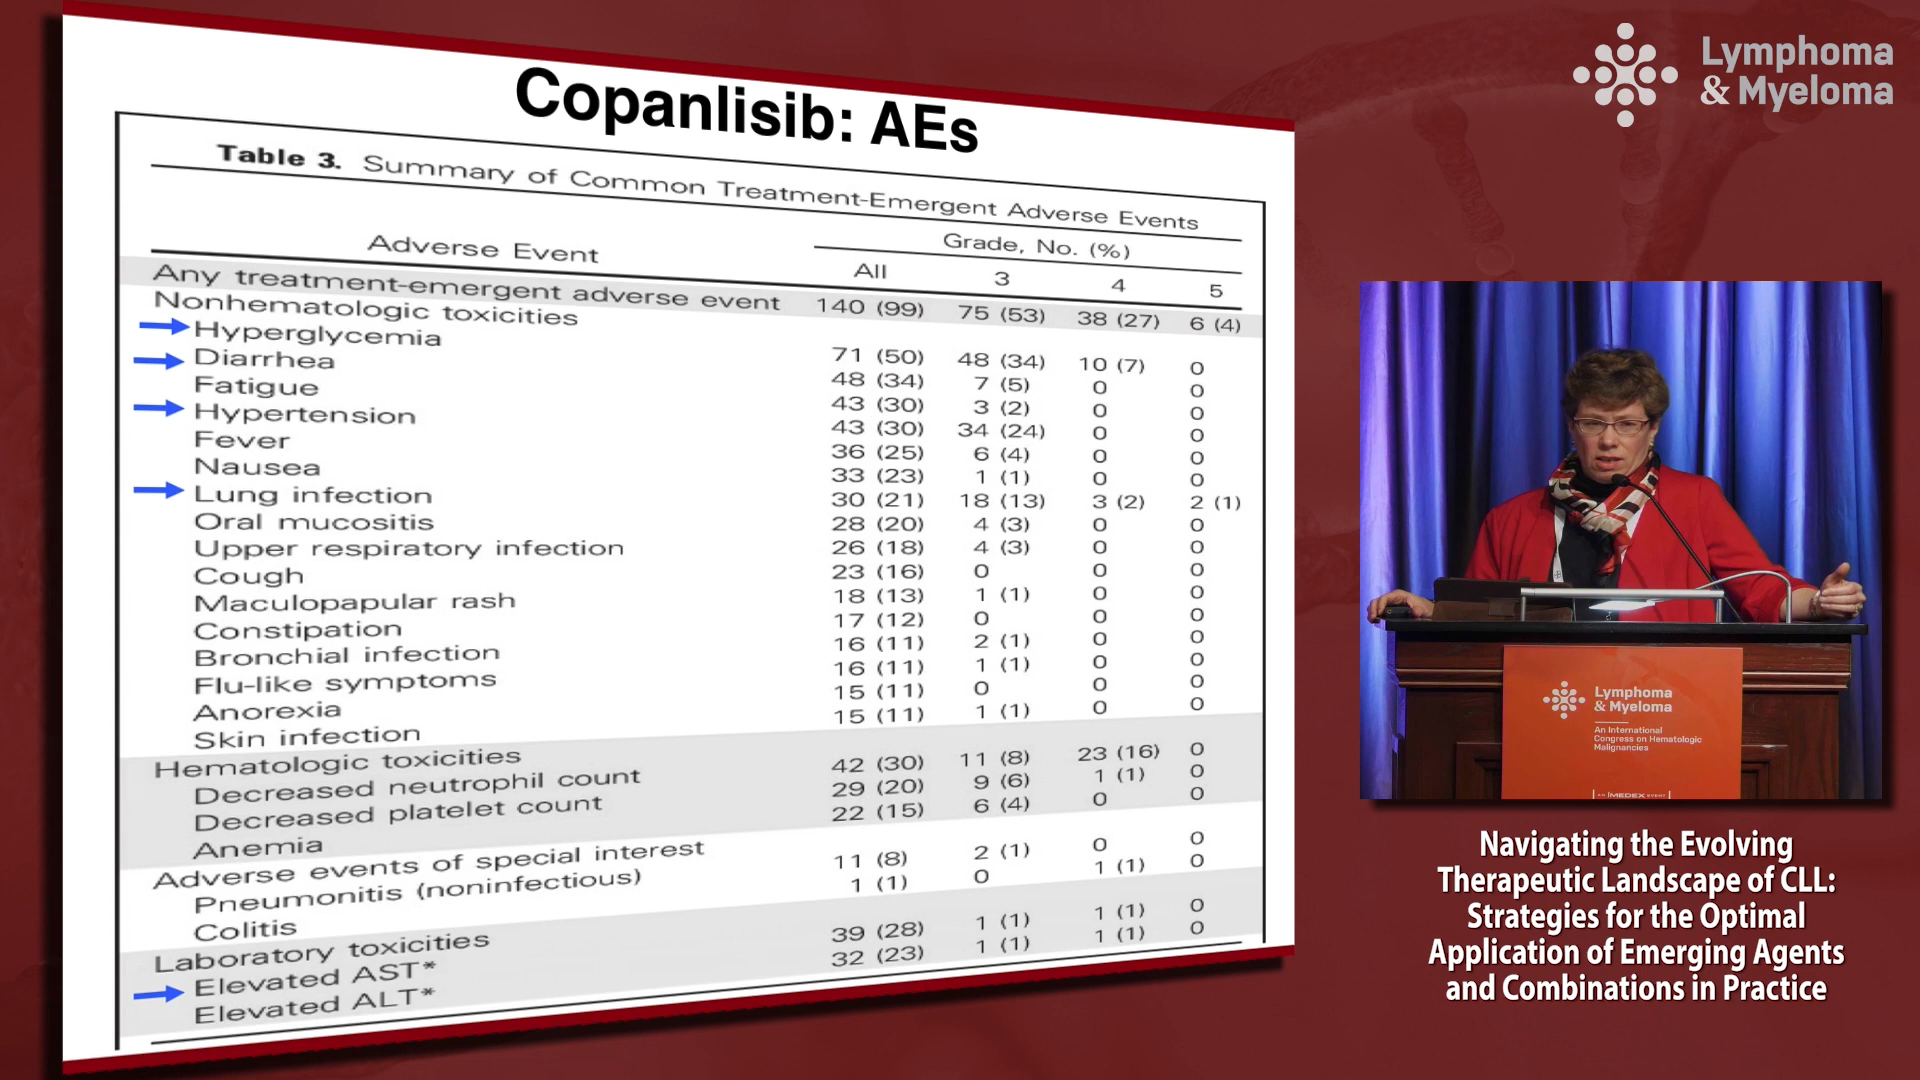 Copanlisib: AEs
Table 3. Summary of Common Treatment-Emergent Adverse Events
Adverse Event
Grade, No. (%)
All 3 4 5
Any treatment-emergent adverse event 140 (99) 75 (53) 38 (27) 6 (4)
Nonhematologic toxicities
Hyperglycemia 71 (50) 48 (34) 10 (7) 0
Diarrhea 48 (34) 7 (5) 0 0
Fatigue 43 (30) 3 (2) 0 0
Hypertension 43 (30) 34 (24) 0 0
Fever 36 (25) 6 (4) 0 0
Nausea 33 (23) 1 (1) 0 0
Lung infection 30 (21) 18 (13) 3 (2) 2 (1)
Oral mucositis 28 (20) 4 (3) 0 0
Upper respiratory infection 26 (18) 4 (3) 0 0
Cough 23 (16) 0 0 0
Maculopapular rash 18 (13) 1 (1) 0 0
Constipation 17 (12) 0 0 0
Bronchial infection 16 (11) 2 (1) 0 0
Flu-like symptoms 16 (11) 1 (1) 0 0
Anorexia 15 (11) 0 0 0
Skin infection 15 (11) 1 (1) 0 0
Hematologic toxicities
Decreased neutrophil count 42 (30) 11 (8) 23 (16) 0
Decreased platelet count 29 (20) 9 (6) 1 (1) 0
Anemia 22 (15) 6 (4) 0 0
Adverse events of special interest
Pneumonitis (noninfectious) 11 (8) 2 (1) 0 0
Colitis 1 (1) 0 1 (1) 0
Laboratory toxicities
Elevated AST* 39 (28) 1 (1) 1 (1) 0
Elevated ALT* 32 (23) 1 (1) 1 (1) 0
Lymphoma
& Myeloma
Lymphoma
& Myeloma
An International
Congress on Hematologic
Malignancies
AN IMEDEX EVENT
Navigating the Evolving
Therapeutic Landscape of CLL:
Strategies for the Optimal
Application of Emerging Agents
and Combinations in Practice